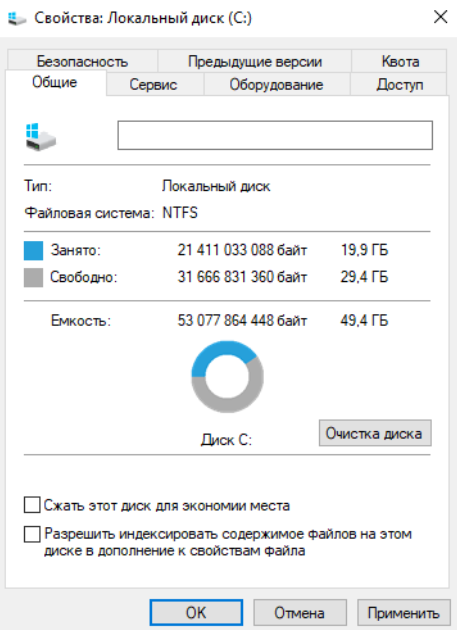 Свойства: Локальный диск (C:)
Безопасность Предыдущие версии Квота
Общие Сервис Оборудование Доступ
Тип: Локальный диск
Файловая система: NTFS
Занято: 21 411 033 088 байт 19,9 ГБ
Свободно: 31 666 831 360 байт 29,4 ГБ
Емкость: 53 077 864 448 байт 49,4 ГБ
Диск C:
Очистка диска
Сжать этот диск для экономии места
Разрешить индексировать содержимое файлов на этом
диске в дополнение к свойствам файла
OK Отмена Применить